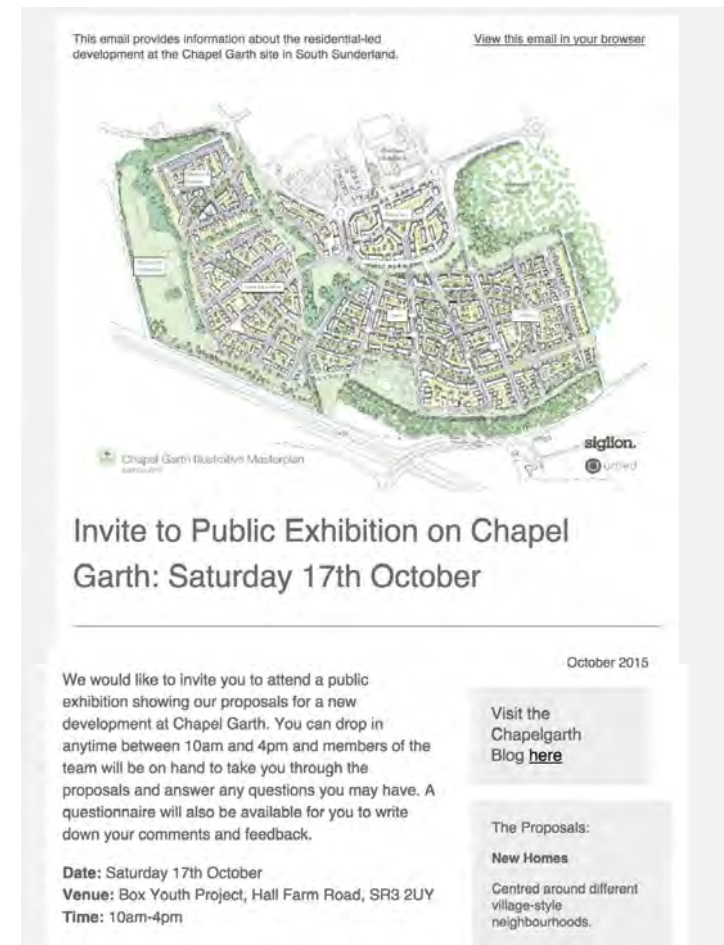 This email provides information about the residential-led
development at the Chapel Garth site in South Sunderland.
View this email in your browser
siglion.
Chapel Garth Illustrative Masterplan
united
Invite to Public Exhibition on Chapel
Garth: Saturday 17th October
October 2015
We would like to invite you to attend a public
exhibition showing our proposals for a new
development at Chapel Garth. You can drop in
anytime between 10am and 4pm and members of the
team will be on hand to take you through the
proposals and answer any questions you may have. A
questionnaire will also be available for you to write
down your comments and feedback.
Date: Saturday 17th October
Venue: Box Youth Project, Hall Farm Road, SR3 2UY
Time: 10am-4pm
Visit the
Chapelgarth
Blog here
The Proposals:
New Homes
Centred around different
village-style
neighbourhoods.